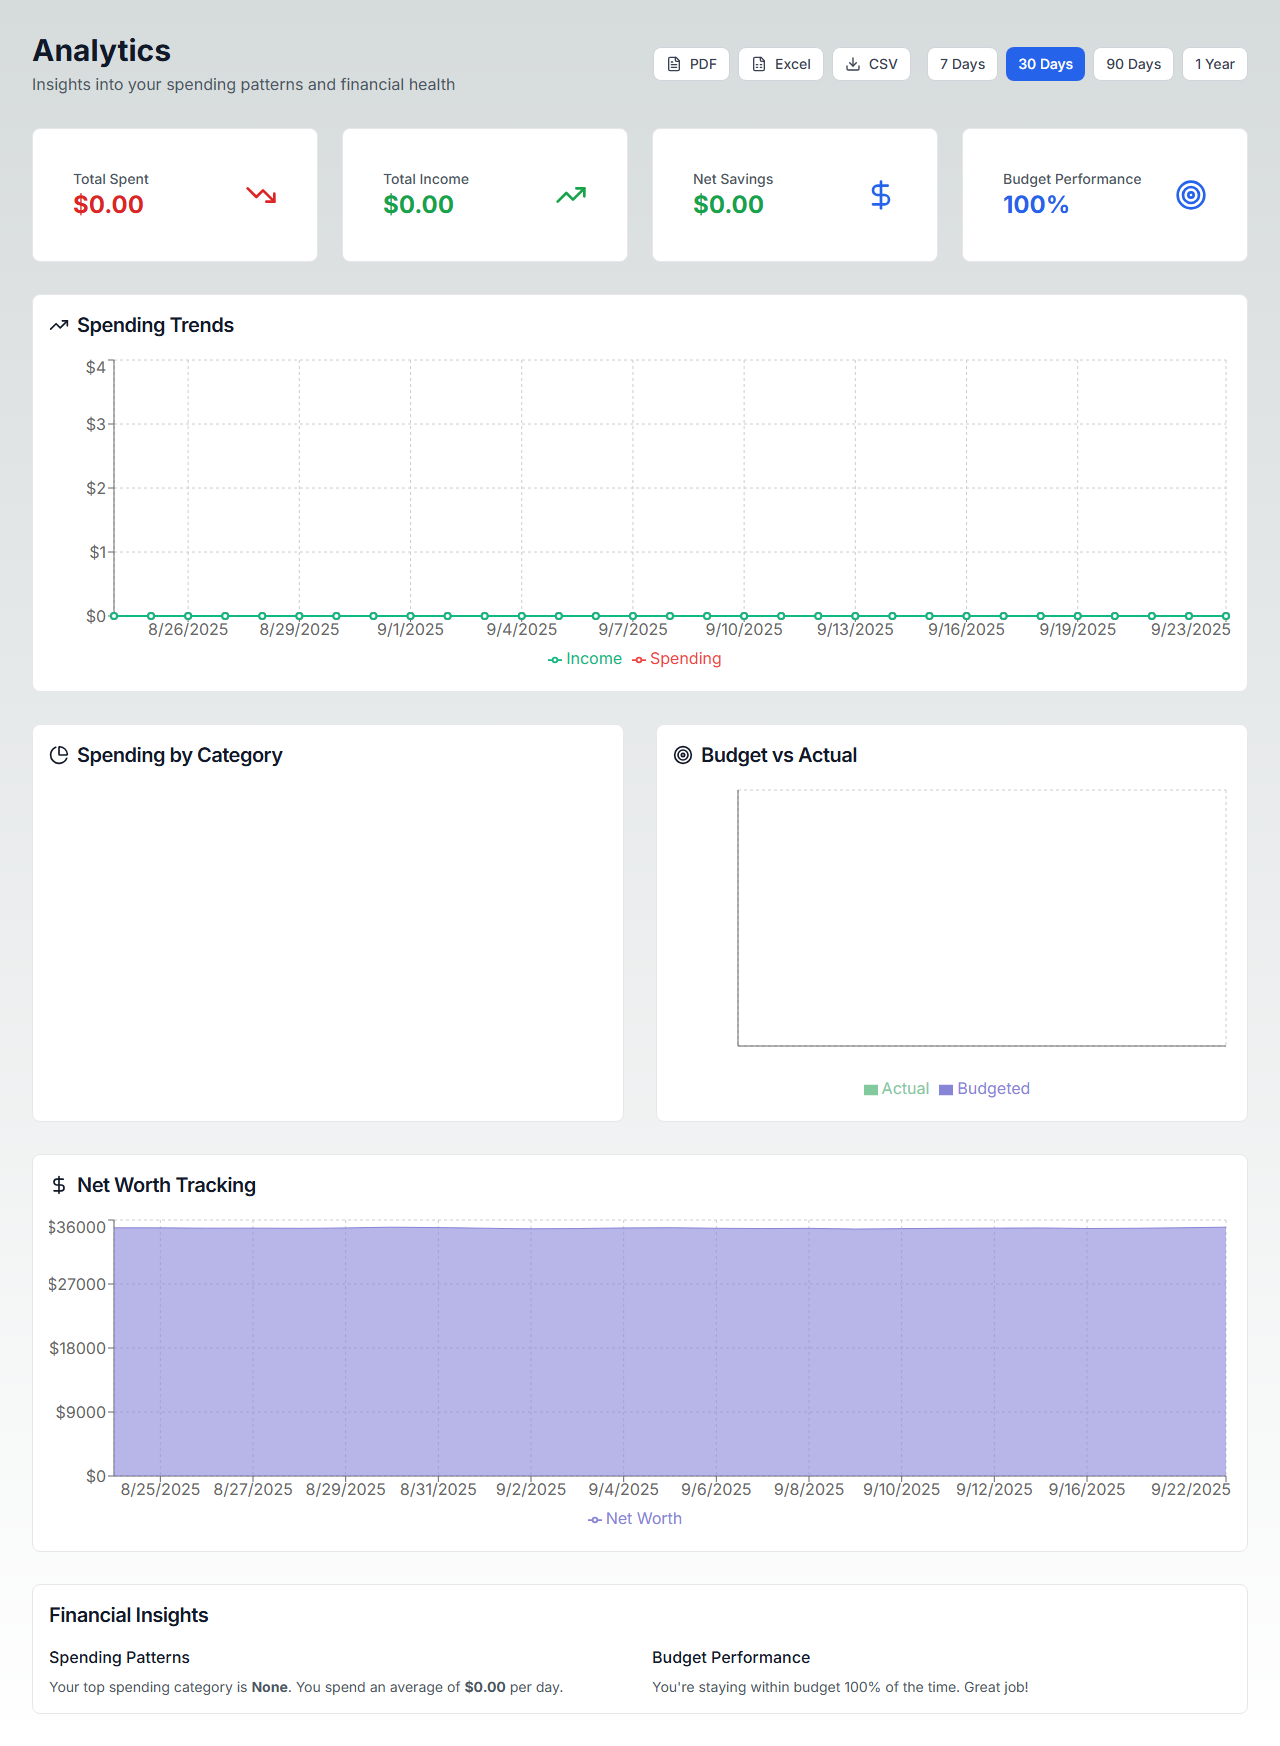 Analytics
Insights into your spending patterns and financial health
PDF
Excel
CSV
7 Days
30 Days
90 Days
1 Year
Total Spent
$0.00
Total Income
$0.00
Net Savings
$0.00
Budget Performance
100%
Spending Trends
$4
$3
$2
$1
$0
8/26/2025 8/29/2025 9/1/2025 9/4/2025 9/7/2025 9/10/2025 9/13/2025 9/16/2025 9/19/2025 9/23/2025
Income Spending
Spending by Category
Budget vs Actual
Actual Budgeted
Net Worth Tracking
$36000
$27000
$18000
$9000
$0
8/25/2025 8/27/2025 8/29/2025 8/31/2025 9/2/2025 9/4/2025 9/6/2025 9/8/2025 9/10/2025 9/12/2025 9/16/2025 9/22/2025
Net Worth
Financial Insights
Spending Patterns
Your top spending category is None. You spend an average of $0.00 per day.
Budget Performance
You're staying within budget 100% of the time. Great job!